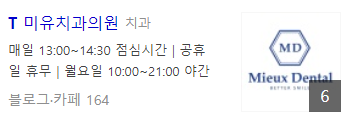 T 미유치과의원 치과
매일 13:00~14:30 점심시간 | 공휴
일 휴무 | 월요일 10:00~21:00 야간
블로그·카페 164
MD
Mieux Dental
BETTER SMILE
6